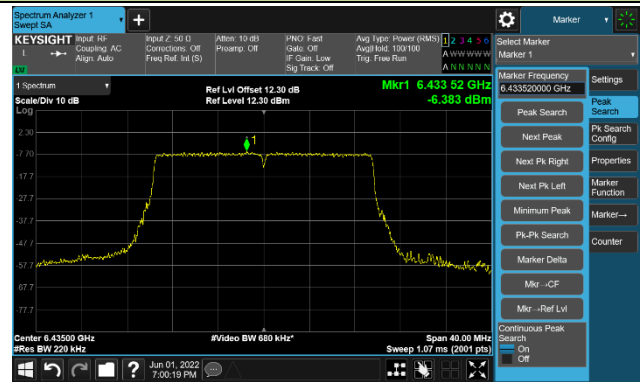 Spectrum Analyzer 1
Swept SA
Marker
KEYSIGHT
Input: RF
Coupling: AC
Align: Auto
Input Z: 50 Ω
Corrections: Off
Freq Ref: Int (S)
Atten: 10 dB
Preamp: Off
PNO: Fast
Gate: Off
IF Gain: Low
Sig Track: Off
Avg Type: Power (RMS)
Avg|Hold: 100/100
Trig: Free Run
1 2 3 4 5 6
A W W W W W
A N N N N N
L
Select Marker
Marker 1
1 Spectrum
Scale/Div 10 dB
Log
Ref Lvl Offset 12.30 dB
Ref Level 12.30 dBm
Mkr1 6.433 52 GHz
-6.383 dBm
2.30
-7.70
-17.7
-27.7
-37.7
-47.7
-57.7
-67.7
-77.7
1
Center 6.43500 GHz
#Res BW 220 kHz
#Video BW 680 kHz*
Span 40.00 MHz
Sweep 1.07 ms (2001 pts)
Marker Frequency
6.433520000 GHz
Peak Search
Next Peak
Next Pk Right
Next Pk Left
Minimum Peak
Pk-Pk Search
Marker Delta
Mkr→CF
Mkr→Ref Lvl
Continuous Peak
Search
On
Off
Settings
Peak
Search
Pk Search
Config
Properties
Marker
Function
Marker→
Counter
Jun 01, 2022
7:00:19 PM